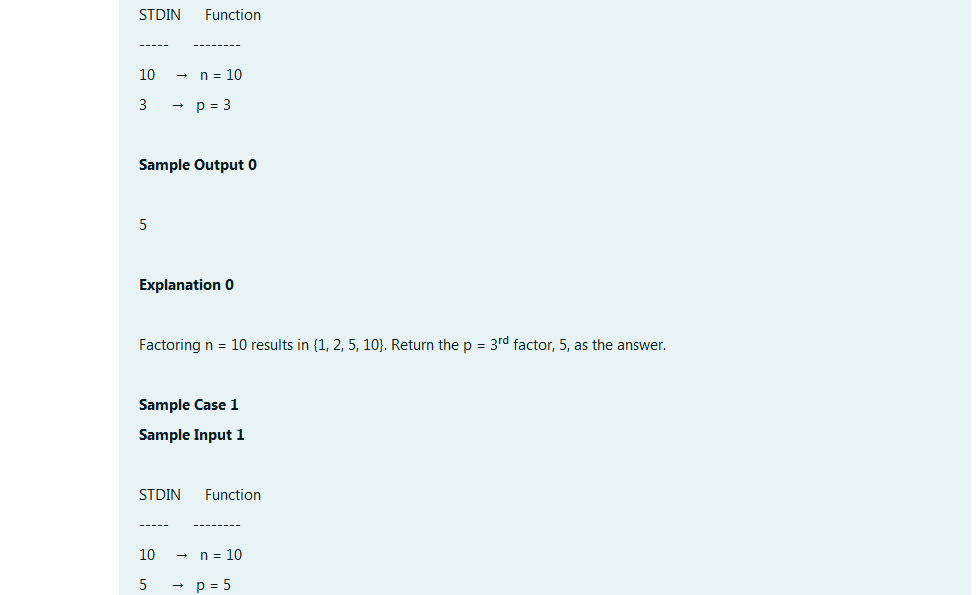 STDIN Function
----- --------
10 → n = 10
3 → p = 3
Sample Output 0
5
Explanation 0
Factoring n = 10 results in {1, 2, 5, 10}. Return the p = 3rd factor, 5, as the answer.
Sample Case 1
Sample Input 1
STDIN Function
----- --------
10 → n = 10
5 → p = 5